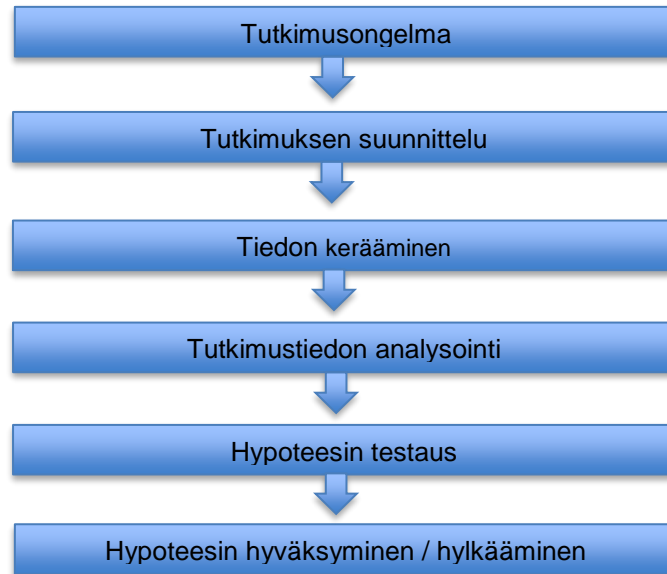 Tutkimusongelma
Tutkimuksen suunnittelu
Tiedon kerääminen
Tutkimustiedon analysointi
Hypoteesin testaus
Hypoteesin hyväksyminen / hylkääminen